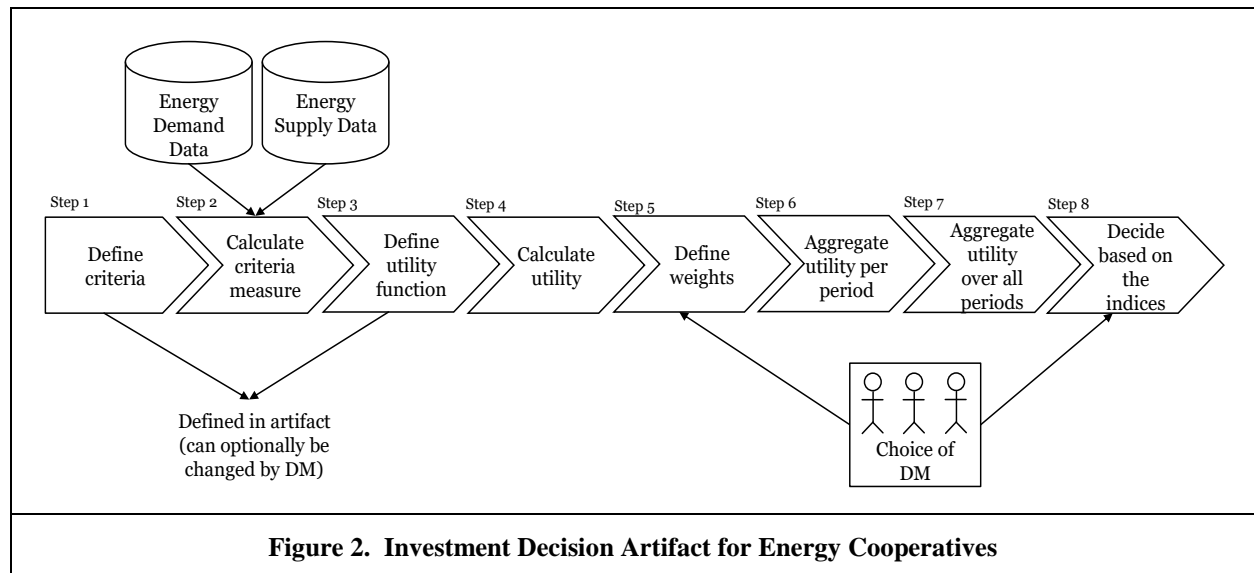 Energy
Demand
Data
Energy
Supply Data
Step 1
Define
criteria
Step 2
Calculate
criteria
measure
Step 3
Define
utility
function
Step 4
Calculate
utility
Step 5
Define
weights
Step 6
Aggregate
utility per
period
Step 7
Aggregate
utility
over all
periods
Step 8
Decide
based on
the
indices
Defined in artifact
(can optionally be
changed by DM)
Choice of
DM
Figure 2.  Investment Decision Artifact for Energy Cooperatives